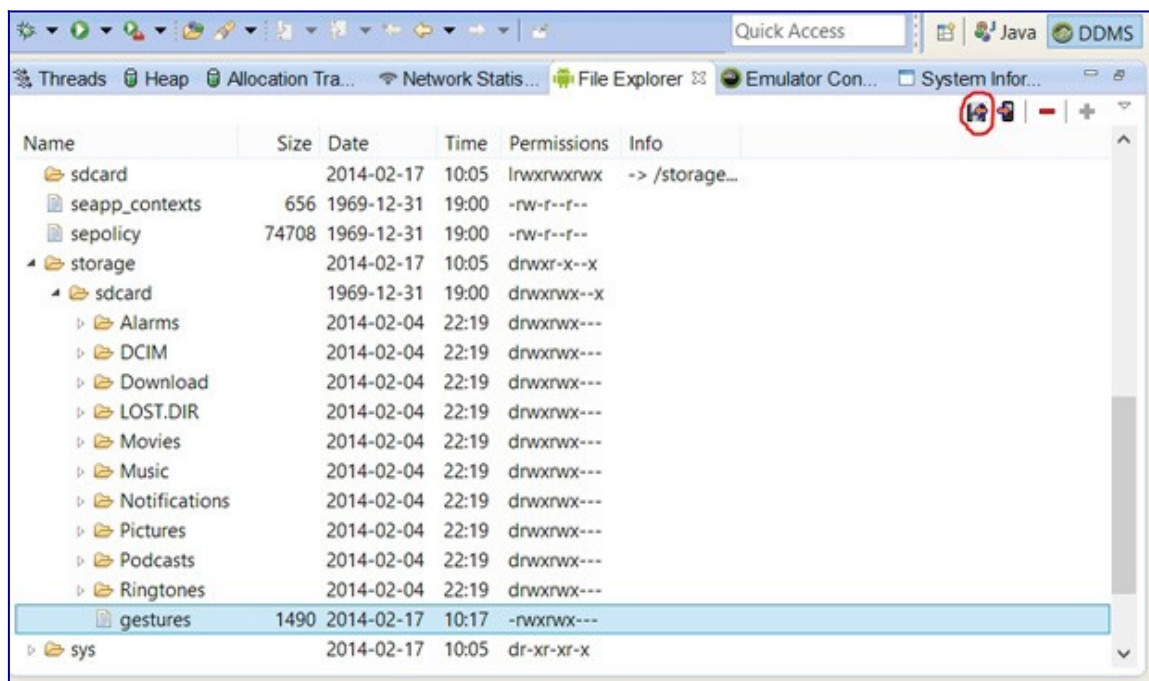 Quick Access Java DDMS
Threads Heap Allocation Tra... Network Statis... File Explorer Emulator Con... System Infor...
Name Size Date Time Permissions Info
sdcard 2014-02-17 10:05 lrwxrwxrwx -> /storage...
seapp_contexts 656 1969-12-31 19:00 -rw-r--r--
sepolicy 74708 1969-12-31 19:00 -rw-r--r--
storage 2014-02-17 10:05 drwxr-x--x
sdcard 1969-12-31 19:00 drwxrwx--x
Alarms 2014-02-04 22:19 drwxrwx---
DCIM 2014-02-04 22:19 drwxrwx---
Download 2014-02-04 22:19 drwxrwx---
LOST.DIR 2014-02-04 22:19 drwxrwx---
Movies 2014-02-04 22:19 drwxrwx---
Music 2014-02-04 22:19 drwxrwx---
Notifications 2014-02-04 22:19 drwxrwx---
Pictures 2014-02-04 22:19 drwxrwx---
Podcasts 2014-02-04 22:19 drwxrwx---
Ringtones 2014-02-04 22:19 drwxrwx---
gestures 1490 2014-02-17 10:17 -rwxrwx---
sys 2014-02-17 10:05 dr-xr-xr-x